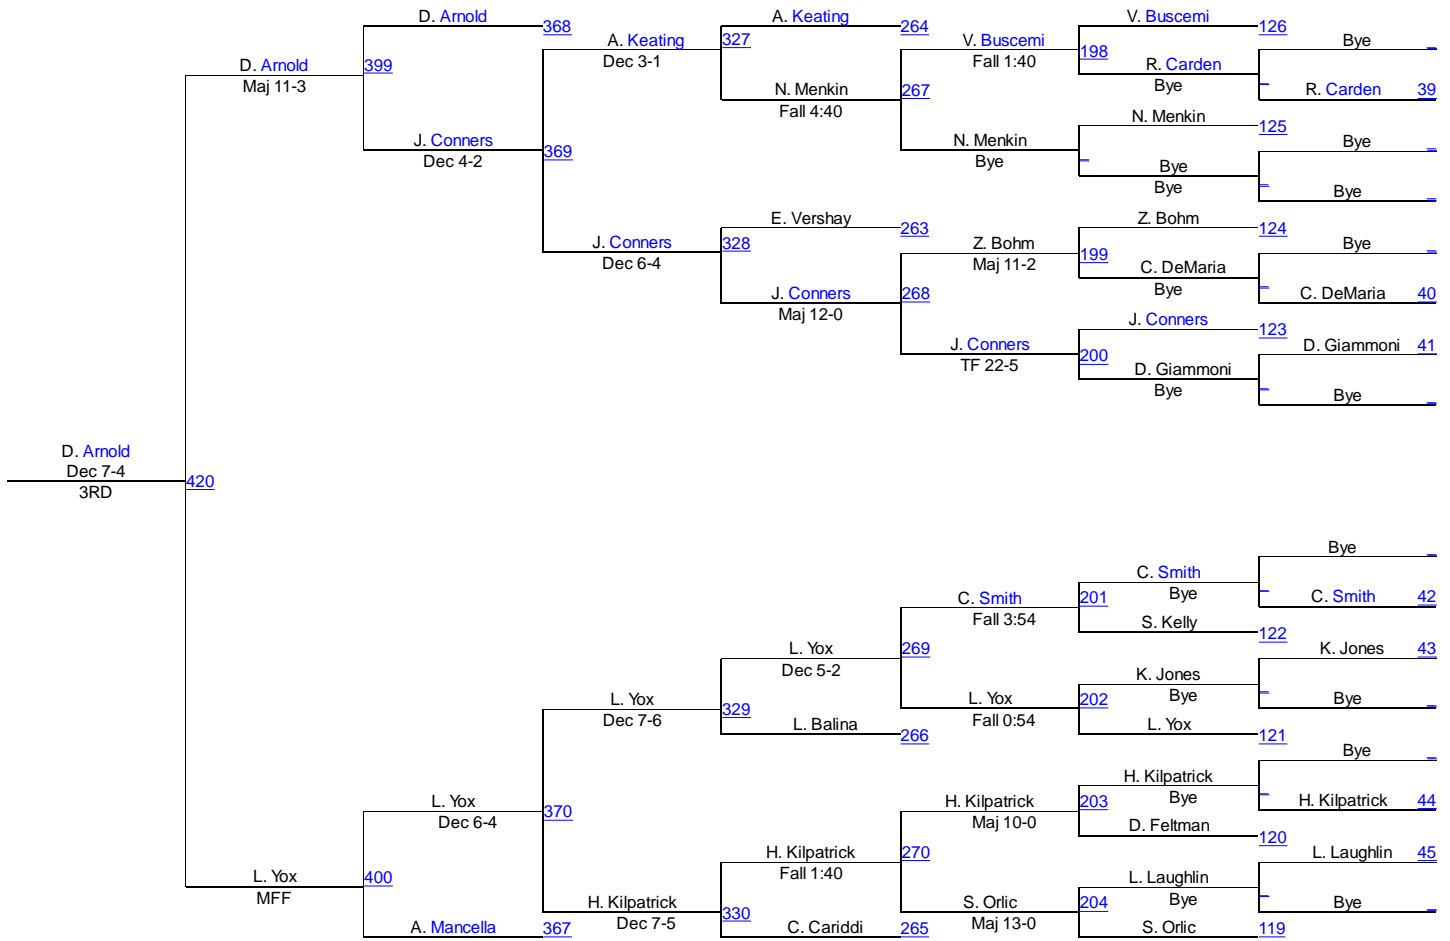 D. Arnold 368
A. Keating 264
V. Buscemi 126
A. Keating 327
Dec 3-1
V. Buscemi 198
Fall 1:40
Bye _
D. Arnold 399
Maj 11-3
R. Carden _
Bye
N. Menkin 267
Fall 4:40
R. Carden 39
N. Menkin 125
J. Conners 369
Dec 4-2
N. Menkin _
Bye
Bye _
Bye _
Bye
Bye _
E. Vershay 263
Z. Bohm 124
J. Conners 328
Dec 6-4
Z. Bohm 199
Maj 11-2
Bye _
C. DeMaria _
Bye
J. Conners 268
Maj 12-0
C. DeMaria 40
J. Conners 123
J. Conners 200
TF 22-5
D. Giammoni 41
D. Giammoni _
Bye
Bye _
D. Arnold
Dec 7-4
420
3RD
Bye _
C. Smith _
Bye
C. Smith 201
Fall 3:54
C. Smith 42
S. Kelly 122
L. Yox 269
Dec 5-2
K. Jones 43
K. Jones _
Bye
L. Yox 329
Dec 7-6
L. Yox 202
Fall 0:54
Bye _
L. Balina 266
L. Yox 121
Bye _
H. Kilpatrick _
Bye
L. Yox 370
Dec 6-4
H. Kilpatrick 203
Maj 10-0
H. Kilpatrick 44
D. Feltman 120
H. Kilpatrick 270
Fall 1:40
L. Laughlin 45
L. Yox 400
MFF
L. Laughlin _
Bye
H. Kilpatrick 330
Dec 7-5
S. Orlic 204
Maj 13-0
Bye _
A. Mancella 367
C. Cariddi 265
S. Orlic 119